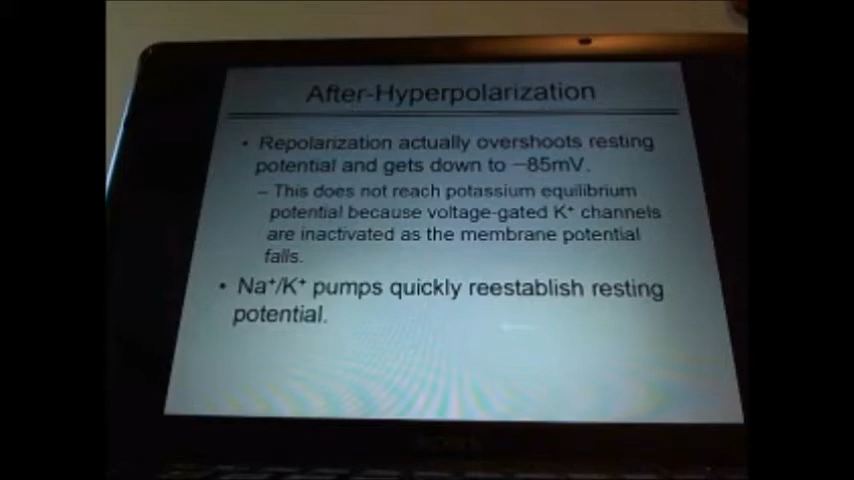 After-Hyperpolarization
• Repolarization actually overshoots resting
potential and gets down to −85mV.
– This does not reach potassium equilibrium
potential because voltage-gated K⁺ channels
are inactivated as the membrane potential
falls.
• Na⁺/K⁺ pumps quickly reestablish resting
potential.